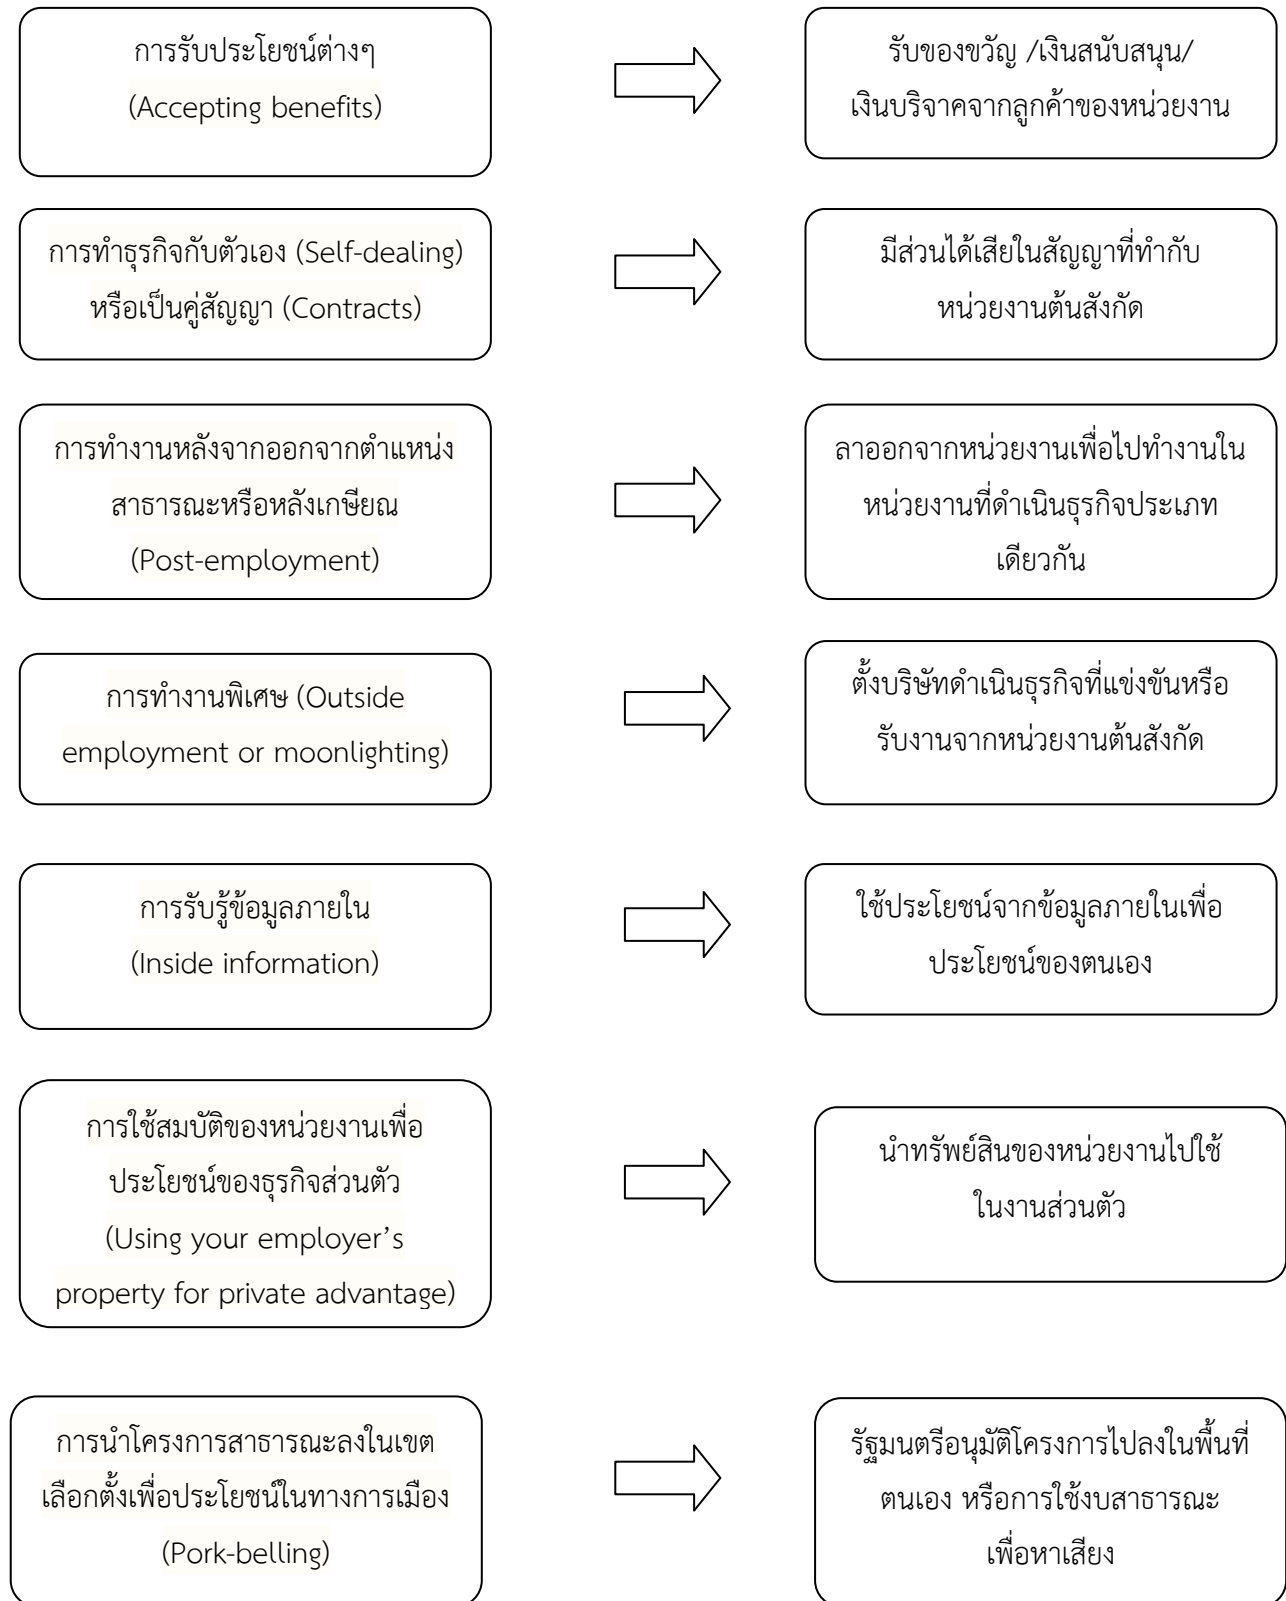 การรับประโยชน์ต่างๆ
(Accepting benefits)
รับของขวัญ /เงินสนับสนุน/
เงินบริจาคจากลูกค้าของหน่วยงาน
การทำธุรกิจกับตัวเอง (Self-dealing)
หรือเป็นคู่สัญญา (Contracts)
มีส่วนได้เสียในสัญญาที่ทำกับ
หน่วยงานต้นสังกัด
การทำงานหลังจากออกจากตำแหน่ง
สาธารณะหรือหลังเกษียณ
(Post-employment)
ลาออกจากหน่วยงานเพื่อไปทำงานใน
หน่วยงานที่ดำเนินธุรกิจประเภท
เดียวกัน
การทำงานพิเศษ (Outside
employment or moonlighting)
ตั้งบริษัทดำเนินธุรกิจที่แข่งขันหรือ
รับงานจากหน่วยงานต้นสังกัด
การรับรู้ข้อมูลภายใน
(Inside information)
ใช้ประโยชน์จากข้อมูลภายในเพื่อ
ประโยชน์ของตนเอง
การใช้สมบัติของหน่วยงานเพื่อ
ประโยชน์ของธุรกิจส่วนตัว
(Using your employer’s
property for private advantage)
นำทรัพย์สินของหน่วยงานไปใช้
ในงานส่วนตัว
การนำโครงการสาธารณะลงในเขต
เลือกตั้งเพื่อประโยชน์ในทางการเมือง
(Pork-belling)
รัฐมนตรีอนุมัติโครงการไปลงในพื้นที่
ตนเอง หรือการใช้งบสาธารณะ
เพื่อหาเสียง